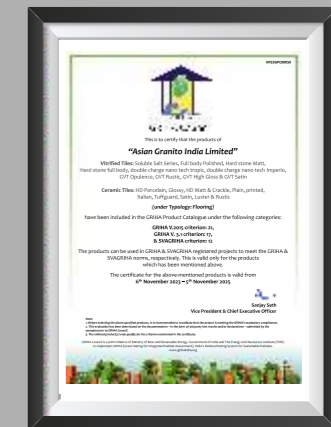 This is to certify that the products of
"Asian Granito India Limited"
Vitrified Tiles: Soluble Salt Series, Full body Polished, Hard stone Matt,
Hard stone full body, double charge nano tech tropic, double charge nano tech Imperio,
GVT Opulence, GVT Rustic, GVT High Gloss & GVT Satin
Ceramic Tiles: HD Porcelain, Glossy, HD Matt & Crackle, Plain, printed,
Italian, Tuffguard, Satin, Luster & Rustic
(under Typology: Flooring)
have been included in the GRIHA Product Catalogue under the following categories:
GRIHA V.2015 criterion: 21,
GRIHA V. 3.1 criterion: 17,
& SVAGRIHA criterion: 12
The products can be used in GRIHA & SVAGRIHA registered projects to meet the GRIHA &
SVAGRIHA norms, respectively. This is valid only for the products
which has been mentioned above.
The certificate for the above-mentioned products is valid from
6th November 2023 – 5th November 2025
Sanjay Seth
Vice President & Chief Executive Officer
Note: